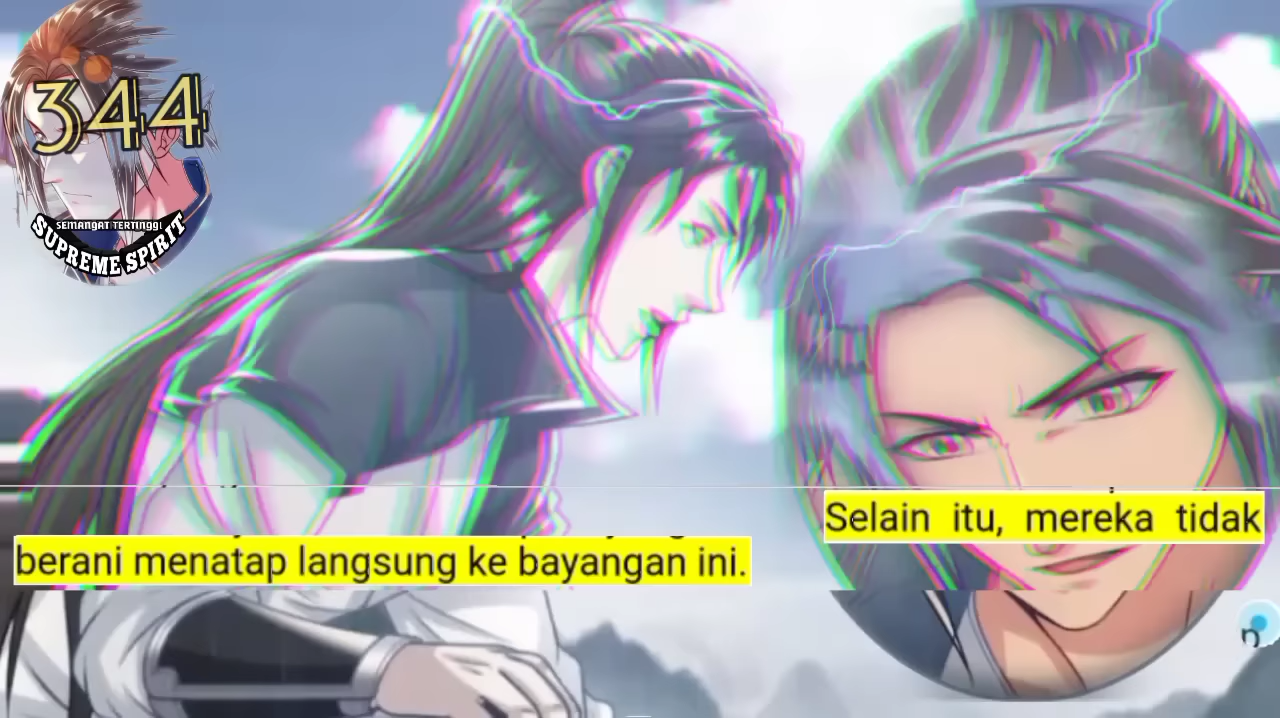 344
SEMANGAT TERTINGGI
SUPREME SPIRIT
Selain itu, mereka tidak
berani menatap langsung ke bayangan ini.